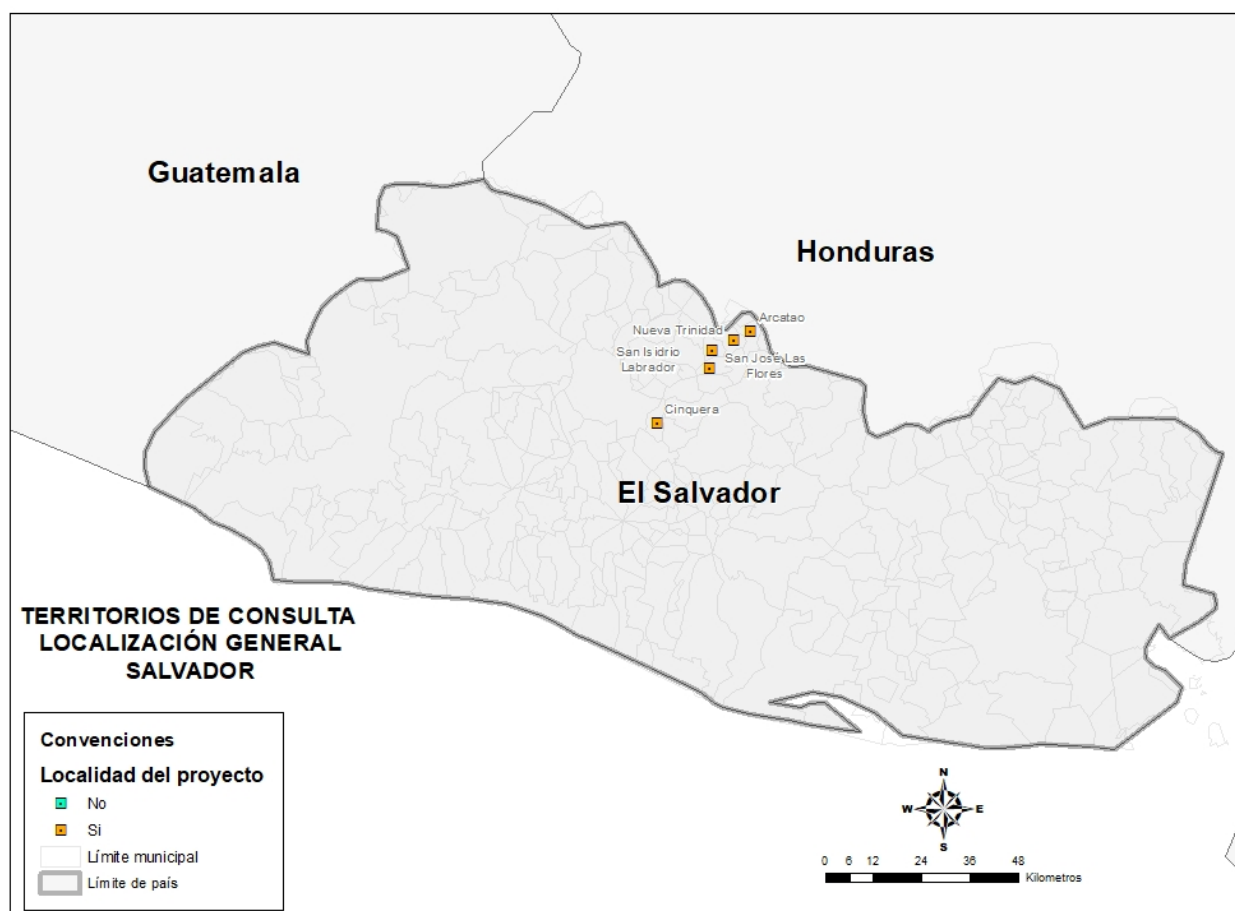 Guatemala
Honduras
Arcatao
Nueva Trinidad
San Isidrio
Labrador
San José Las
Flores
Cinquera
El Salvador
TERRITORIOS DE CONSULTA
LOCALIZACIÓN GENERAL
SALVADOR
Convenciones
Localidad del proyecto
No
Si
Límite municipal
Límite de país
N
W E
S
0 6 12 24 36 48
Kilometros